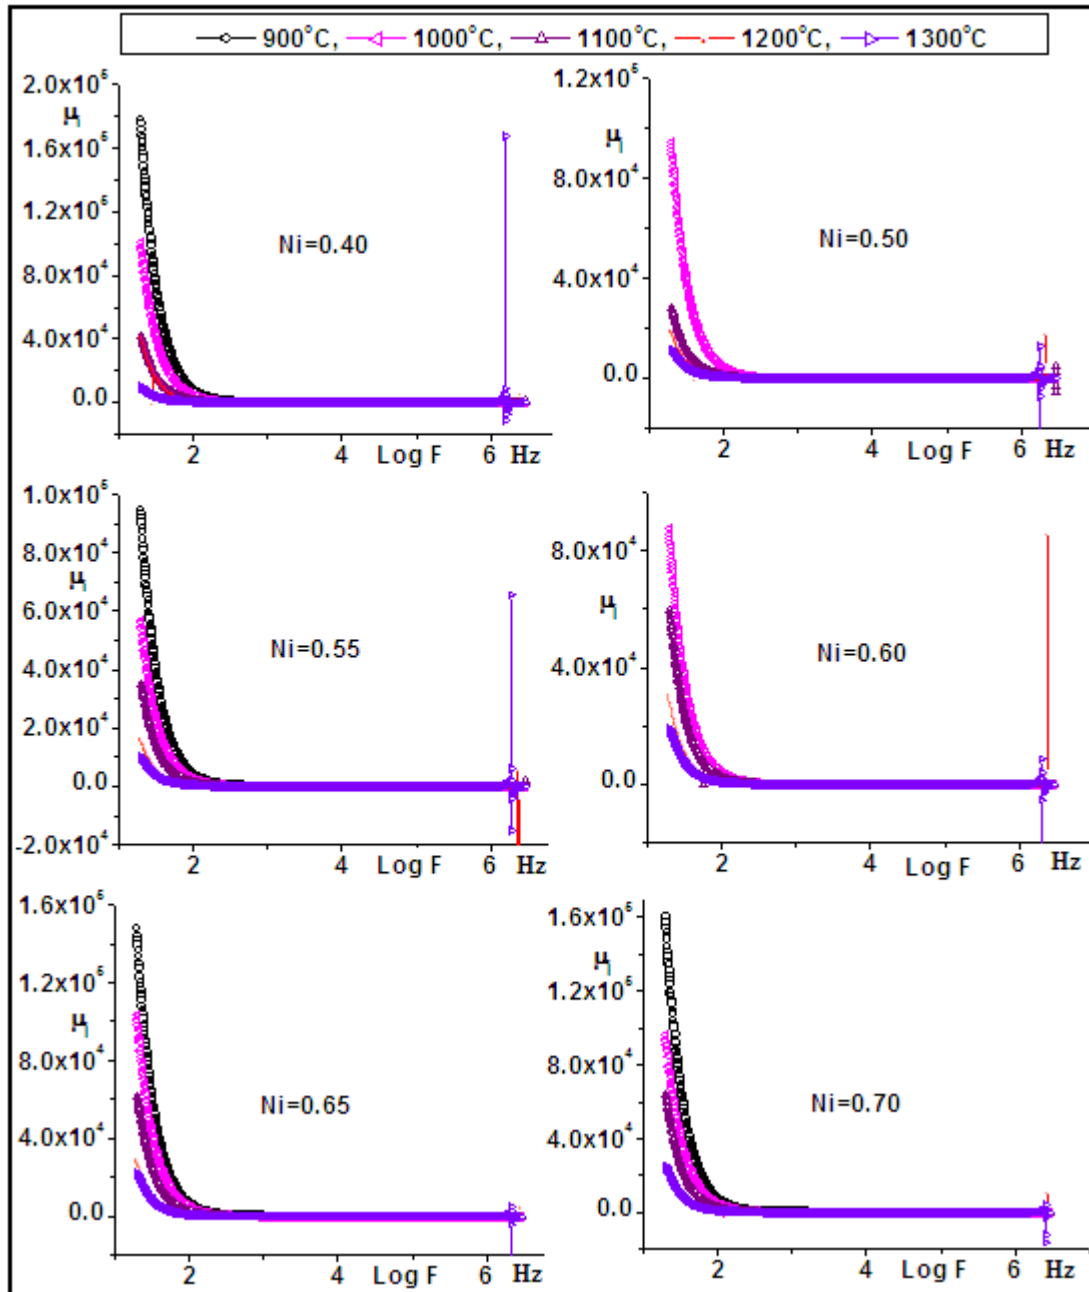 900°C, 1000°C, 1100°C, 1200°C, 1300°C
2.0x10⁵
μᵢ
1.6x10⁵
1.2x10⁵
8.0x10⁴
4.0x10⁴
0.0
Ni=0.40
2 4 Log F 6 Hz
1.2x10⁵
μᵢ
8.0x10⁴
4.0x10⁴
0.0
Ni=0.50
2 4 Log F 6 Hz
1.0x10⁵
8.0x10⁴
μᵢ
6.0x10⁴
4.0x10⁴
2.0x10⁴
0.0
-2.0x10⁴
Ni=0.55
2 4 Log F 6 Hz
8.0x10⁴
μᵢ
4.0x10⁴
0.0
Ni=0.60
2 4 Log F 6 Hz
1.6x10⁵
1.2x10⁵
μᵢ
8.0x10⁴
4.0x10⁴
0.0
Ni=0.65
2 4 Log F 6 Hz
1.6x10⁵
μᵢ
1.2x10⁵
8.0x10⁴
4.0x10⁴
0.0
Ni=0.70
2 4 Log F 6 Hz